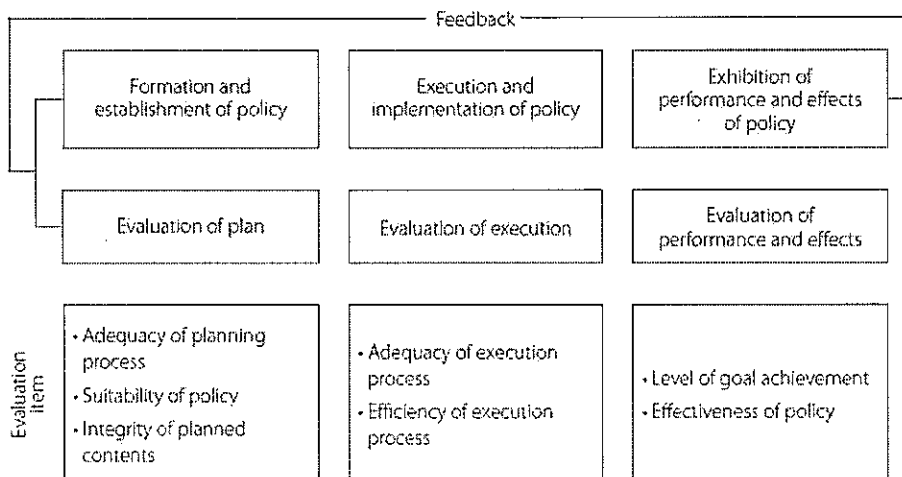 Feedback
Formation and
establishment of policy
Execution and
implementation of policy
Exhibition of
performance and effects
of policy
Evaluation of plan
Evaluation of execution
Evaluation of
performance and effects
Evaluation
item
• Adequacy of planning
process
• Suitability of policy
• Integrity of planned
contents
• Adequacy of execution
process
• Efficiency of execution
process
• Level of goal achievement
• Effectiveness of policy